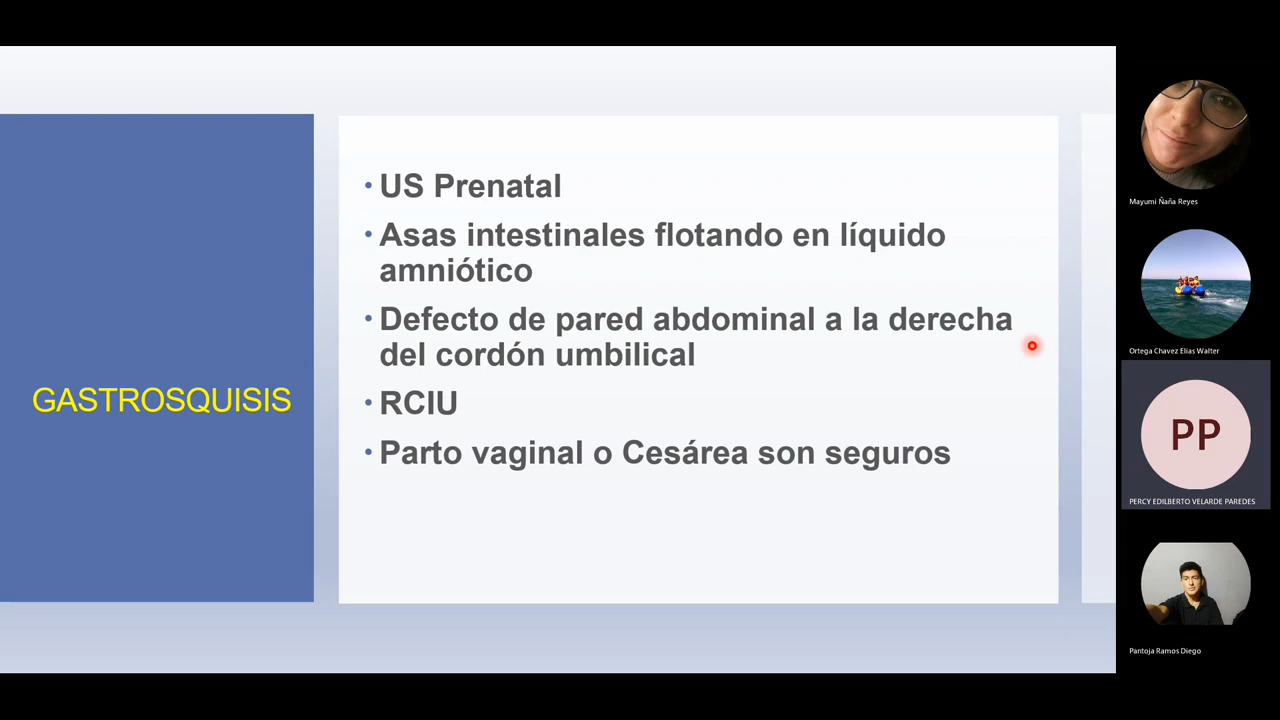 GASTROSQUISIS
• US Prenatal
• Asas intestinales flotando en líquido
amniótico
• Defecto de pared abdominal a la derecha
del cordón umbilical
• RCIU
• Parto vaginal o Cesárea son seguros
Mayumi Ñaña Reyes
Ortega Chavez Elias Walter
PP
PERCY EDILBERTO VELARDE PAREDES
Pantoja Ramos Diego